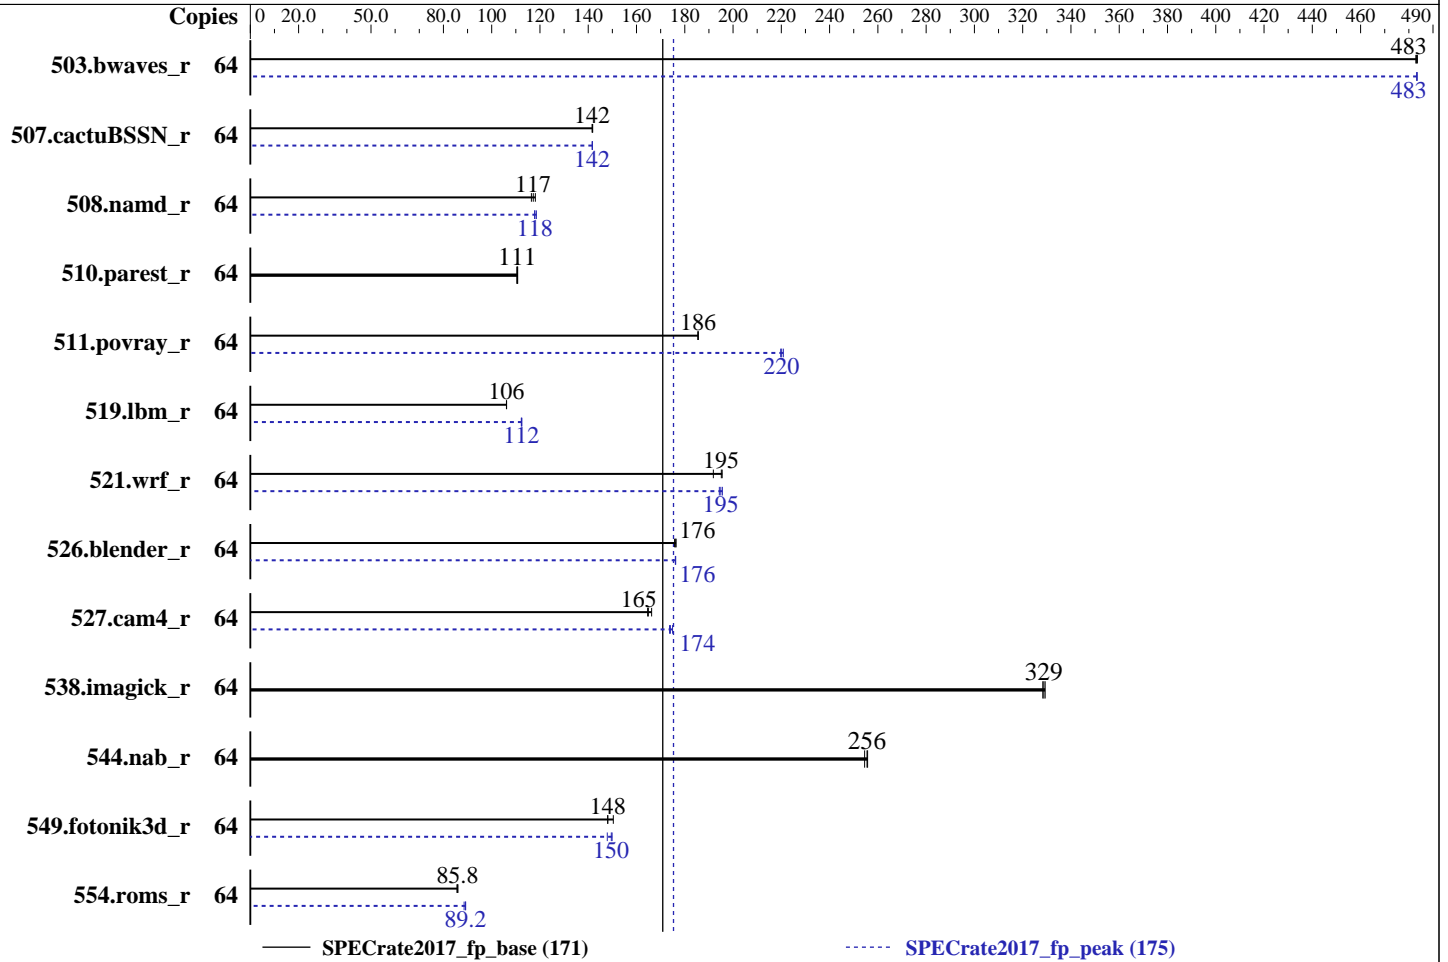 Copies 0 20.0 50.0 80.0 100 120 140 160 180 200 220 240 260 280 300 320 340 360 380 400 420 440 460 490
503.bwaves_r 64 483
483
507.cactuBSSN_r 64 142
142
508.namd_r 64 117
118
510.parest_r 64 111
511.povray_r 64 186
220
519.lbm_r 64 106
112
521.wrf_r 64 195
195
526.blender_r 64 176
176
527.cam4_r 64 165
174
538.imagick_r 64 329
544.nab_r 64 256
549.fotonik3d_r 64 148
150
554.roms_r 64 85.8
89.2
SPECrate2017_fp_base (171) SPECrate2017_fp_peak (175)